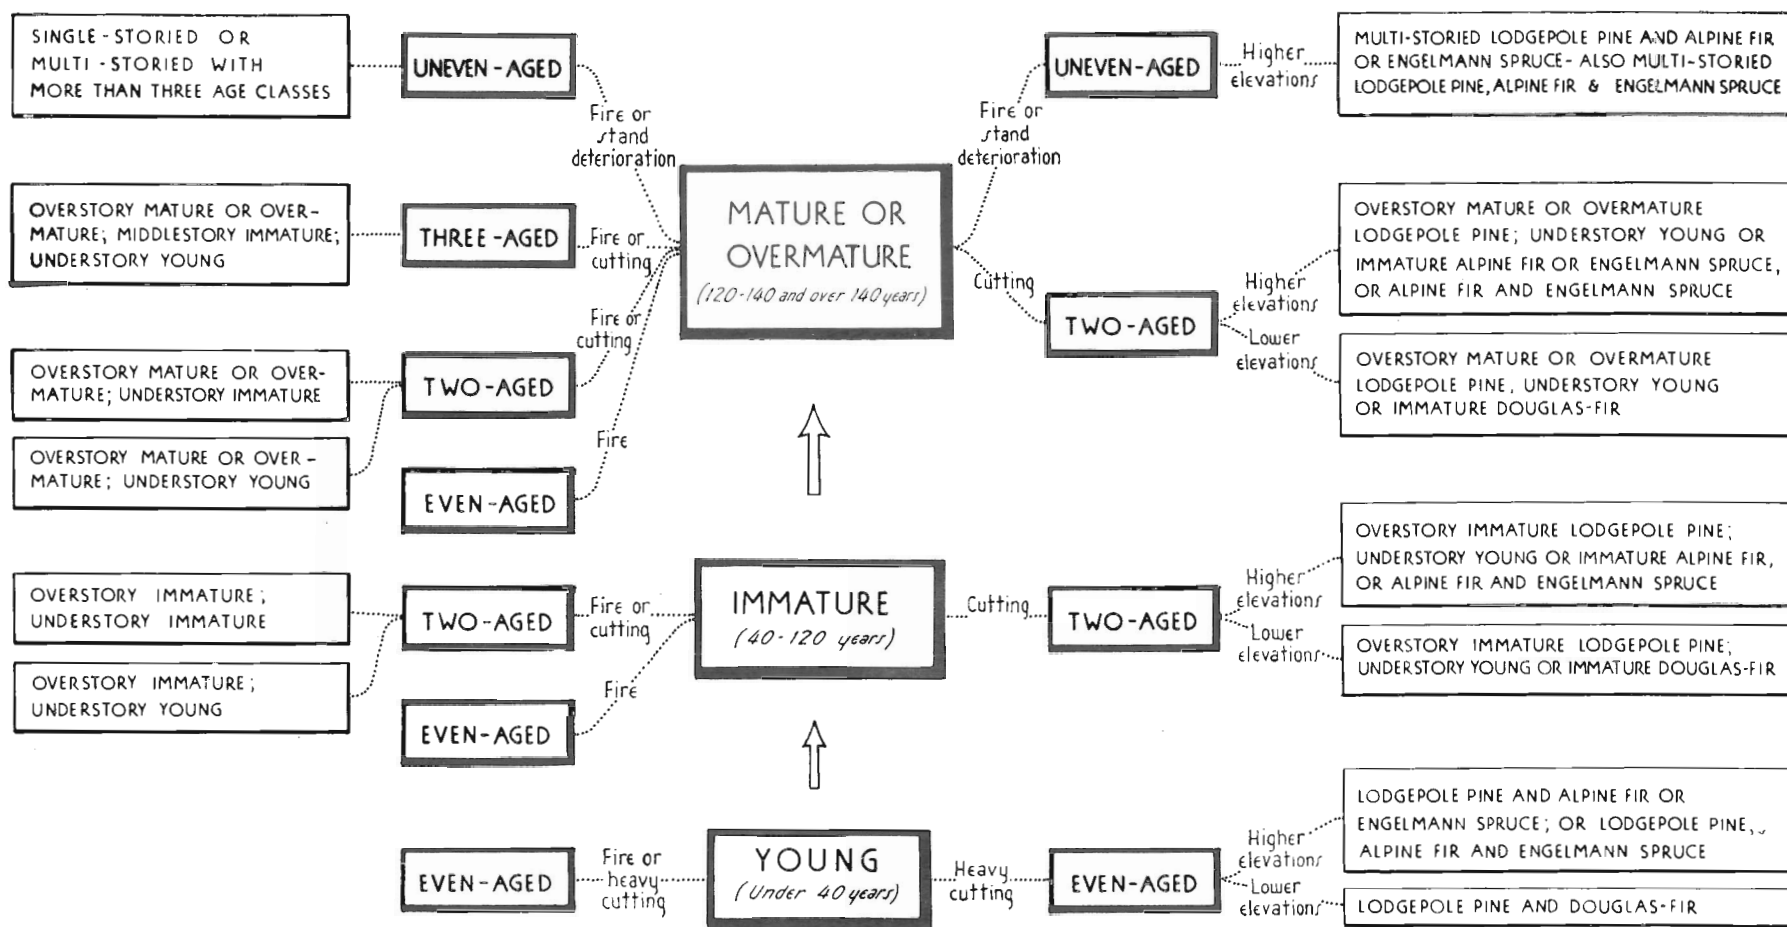 SINGLE-STORIED OR
MULTI-STORIED WITH
MORE THAN THREE AGE CLASSES
UNEVEN-AGED
Fire or
stand
deterioration
OVERSTORY MATURE OR OVER-
MATURE; MIDDLESTORY IMMATURE;
UNDERSTORY YOUNG
THREE-AGED
Fire or
cutting
OVERSTORY MATURE OR OVER-
MATURE; UNDERSTORY IMMATURE
OVERSTORY MATURE OR OVER-
MATURE; UNDERSTORY YOUNG
TWO-AGED
Fire or
cutting
EVEN-AGED
Fire
MATURE OR
OVERMATURE
(120-140 and over 140 years)
Fire or
stand
deterioration
UNEVEN-AGED
Higher
elevations
MULTI-STORIED LODGEPOLE PINE AND ALPINE FIR
OR ENGELMANN SPRUCE- ALSO MULTI-STORIED
LODGEPOLE PINE, ALPINE FIR & ENGELMANN SPRUCE
Cutting
TWO-AGED
Higher
elevations
OVERSTORY MATURE OR OVERMATURE
LODGEPOLE PINE; UNDERSTORY YOUNG OR
IMMATURE ALPINE FIR OR ENGELMANN SPRUCE,
OR ALPINE FIR AND ENGELMANN SPRUCE
Lower
elevations
OVERSTORY MATURE OR OVERMATURE
LODGEPOLE PINE, UNDERSTORY YOUNG
OR IMMATURE DOUGLAS-FIR
OVERSTORY IMMATURE;
UNDERSTORY IMMATURE
OVERSTORY IMMATURE;
UNDERSTORY YOUNG
TWO-AGED
Fire or
cutting
EVEN-AGED
Fire
IMMATURE
(40-120 years)
Cutting
TWO-AGED
Higher
elevations
OVERSTORY IMMATURE LODGEPOLE PINE;
UNDERSTORY YOUNG OR IMMATURE ALPINE FIR,
OR ALPINE FIR AND ENGELMANN SPRUCE
Lower
elevations
OVERSTORY IMMATURE LODGEPOLE PINE;
UNDERSTORY YOUNG OR IMMATURE DOUGLAS-FIR
EVEN-AGED
Fire or
heavy
cutting
YOUNG
(Under 40 years)
Heavy
cutting
EVEN-AGED
Higher
elevations
LODGEPOLE PINE AND ALPINE FIR OR
ENGELMANN SPRUCE; OR LODGEPOLE PINE,
ALPINE FIR AND ENGELMANN SPRUCE
Lower
elevations
LODGEPOLE PINE AND DOUGLAS-FIR